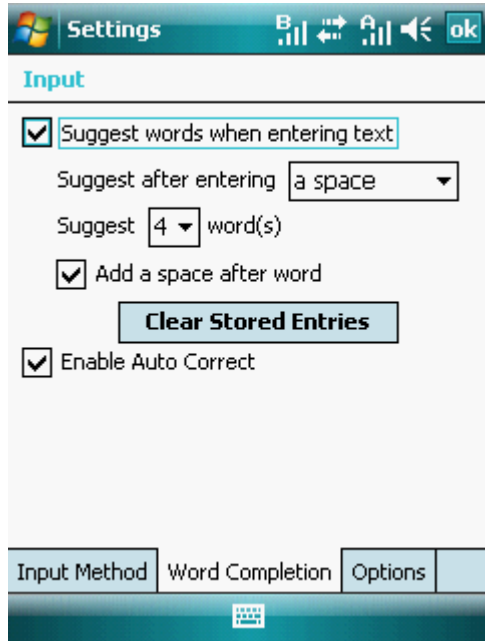 Settings B A ok
Input
Suggest words when entering text
Suggest after entering a space
Suggest 4 word(s)
Add a space after word
Clear Stored Entries
Enable Auto Correct
Input Method Word Completion Options